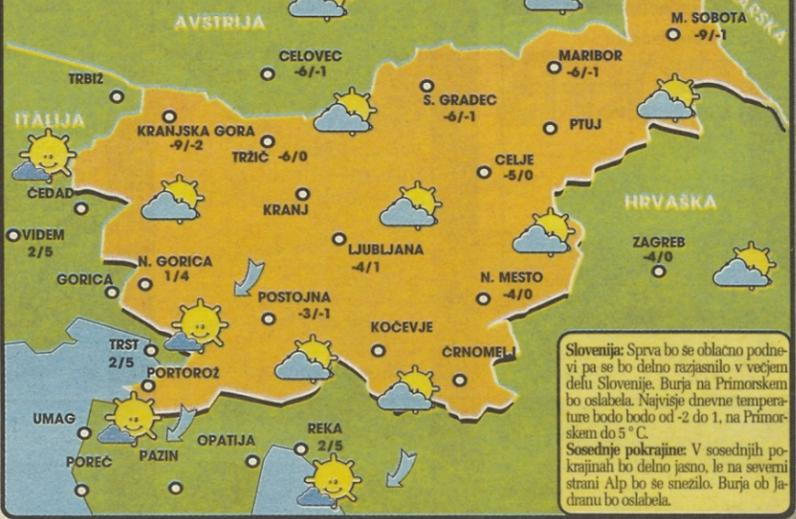 AVSTRIJA
M. SOBOTA
-9/-1
CELOVEC
-6/-1
MARIBOR
-6/-1
TRBIŽ
S. GRADEC
-6/-1
ITALIJA
KRANJSKA GORA
-9/-2
TRŽIČ -6/0
PTUJ
CELJE
-5/0
ČEDAD
KRANJ
HRVAŠKA
VIDEM
2/5
LJUBLJANA
-4/1
ZAGREB
-4/0
N. GORICA
1/4
GORICA
N. MESTO
-4/0
POSTOJNA
-3/-1
KOČEVJE
TRST
2/5
ČRNOMELJ
PORTOROŽ
UMAG
OPATIJA
REKA
2/5
POREČ
PAZIN
Slovenija: Sprva bo še oblačno podne-
vi pa se bo delno razjasnilo v večjem
delu Slovenije. Burja na Primorskem
bo oslabela. Najvišje dnevne tempera-
ture bodo bodo od -2 do 1, na Primor-
skem do 5°C.
Sosednje pokrajine: V sosednjih po-
krajinah bo delno jasno, le na severni
strani Alp bo še snežilo. Burja ob Ja-
dranu bo oslabela.